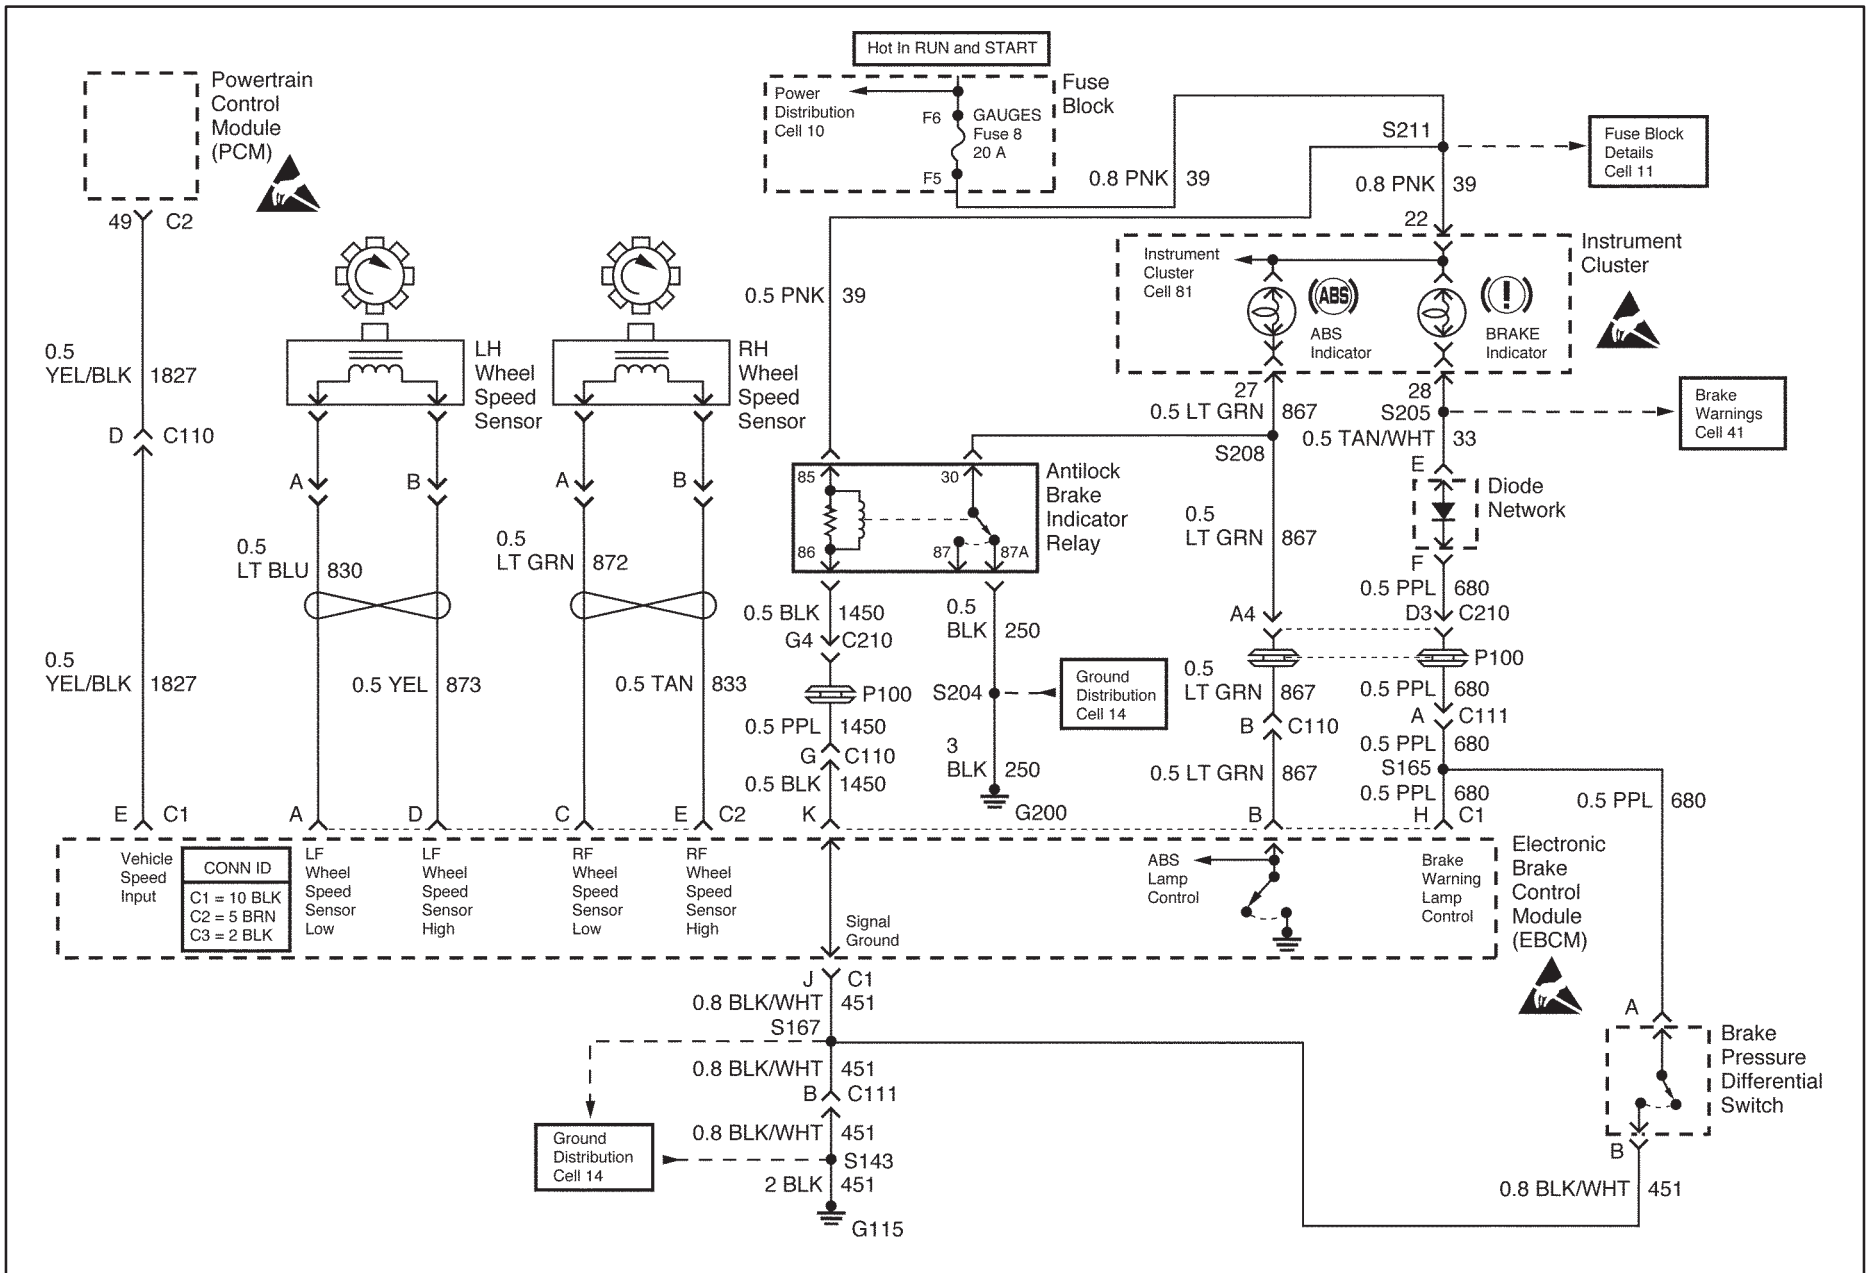 Hot In RUN and START
Powertrain
Control
Module
(PCM)
49 C2
Power
Distribution
Cell 10
F6
GAUGES
Fuse 8
20 A
F5
Fuse
Block
0.8 PNK 39
S211
0.8 PNK 39
Fuse Block
Details
Cell 11
22
Instrument
Cluster
Instrument
Cluster
Cell 81
ABS
ABS
Indicator
!
BRAKE
Indicator
0.5 PNK 39
0.5
YEL/BLK 1827
LH
Wheel
Speed
Sensor
RH
Wheel
Speed
Sensor
27
0.5 LT GRN 867
28
S205
0.5 TAN/WHT 33
Brake
Warnings
Cell 41
D C110
S208
E
A B A B
85 30
86 87 87A
Antilock
Brake
Indicator
Relay
Diode
Network
F
0.5
LT GRN 867
0.5
LT BLU 830
0.5
LT GRN 872
0.5 PPL 680
0.5 BLK 1450
G4 C210
0.5
BLK 250
A4 D3 C210
0.5
YEL/BLK 1827
0.5 YEL 873
0.5 TAN 833
P100
S204
Ground
Distribution
Cell 14
0.5
LT GRN 867
P100
0.5 PPL 680
0.5 PPL 1450
G C110
0.5 BLK 1450
3
BLK 250
G200
B C110
0.5 LT GRN 867
A C111
0.5 PPL 680
S165
0.5 PPL 680
0.5 PPL 680
E C1 A D C E C2 K B H C1
Vehicle
Speed
Input
CONN ID
C1 = 10 BLK
C2 = 5 BRN
C3 = 2 BLK
LF
Wheel
Speed
Sensor
Low
LF
Wheel
Speed
Sensor
High
RF
Wheel
Speed
Sensor
Low
RF
Wheel
Speed
Sensor
High
Signal
Ground
ABS
Lamp
Control
Brake
Warning
Lamp
Control
Electronic
Brake
Control
Module
(EBCM)
J C1
0.8 BLK/WHT 451
S167
0.8 BLK/WHT 451
B C111
0.8 BLK/WHT 451
Ground
Distribution
Cell 14
S143
2 BLK 451
G115
A
Brake
Pressure
Differential
Switch
B
0.8 BLK/WHT 451